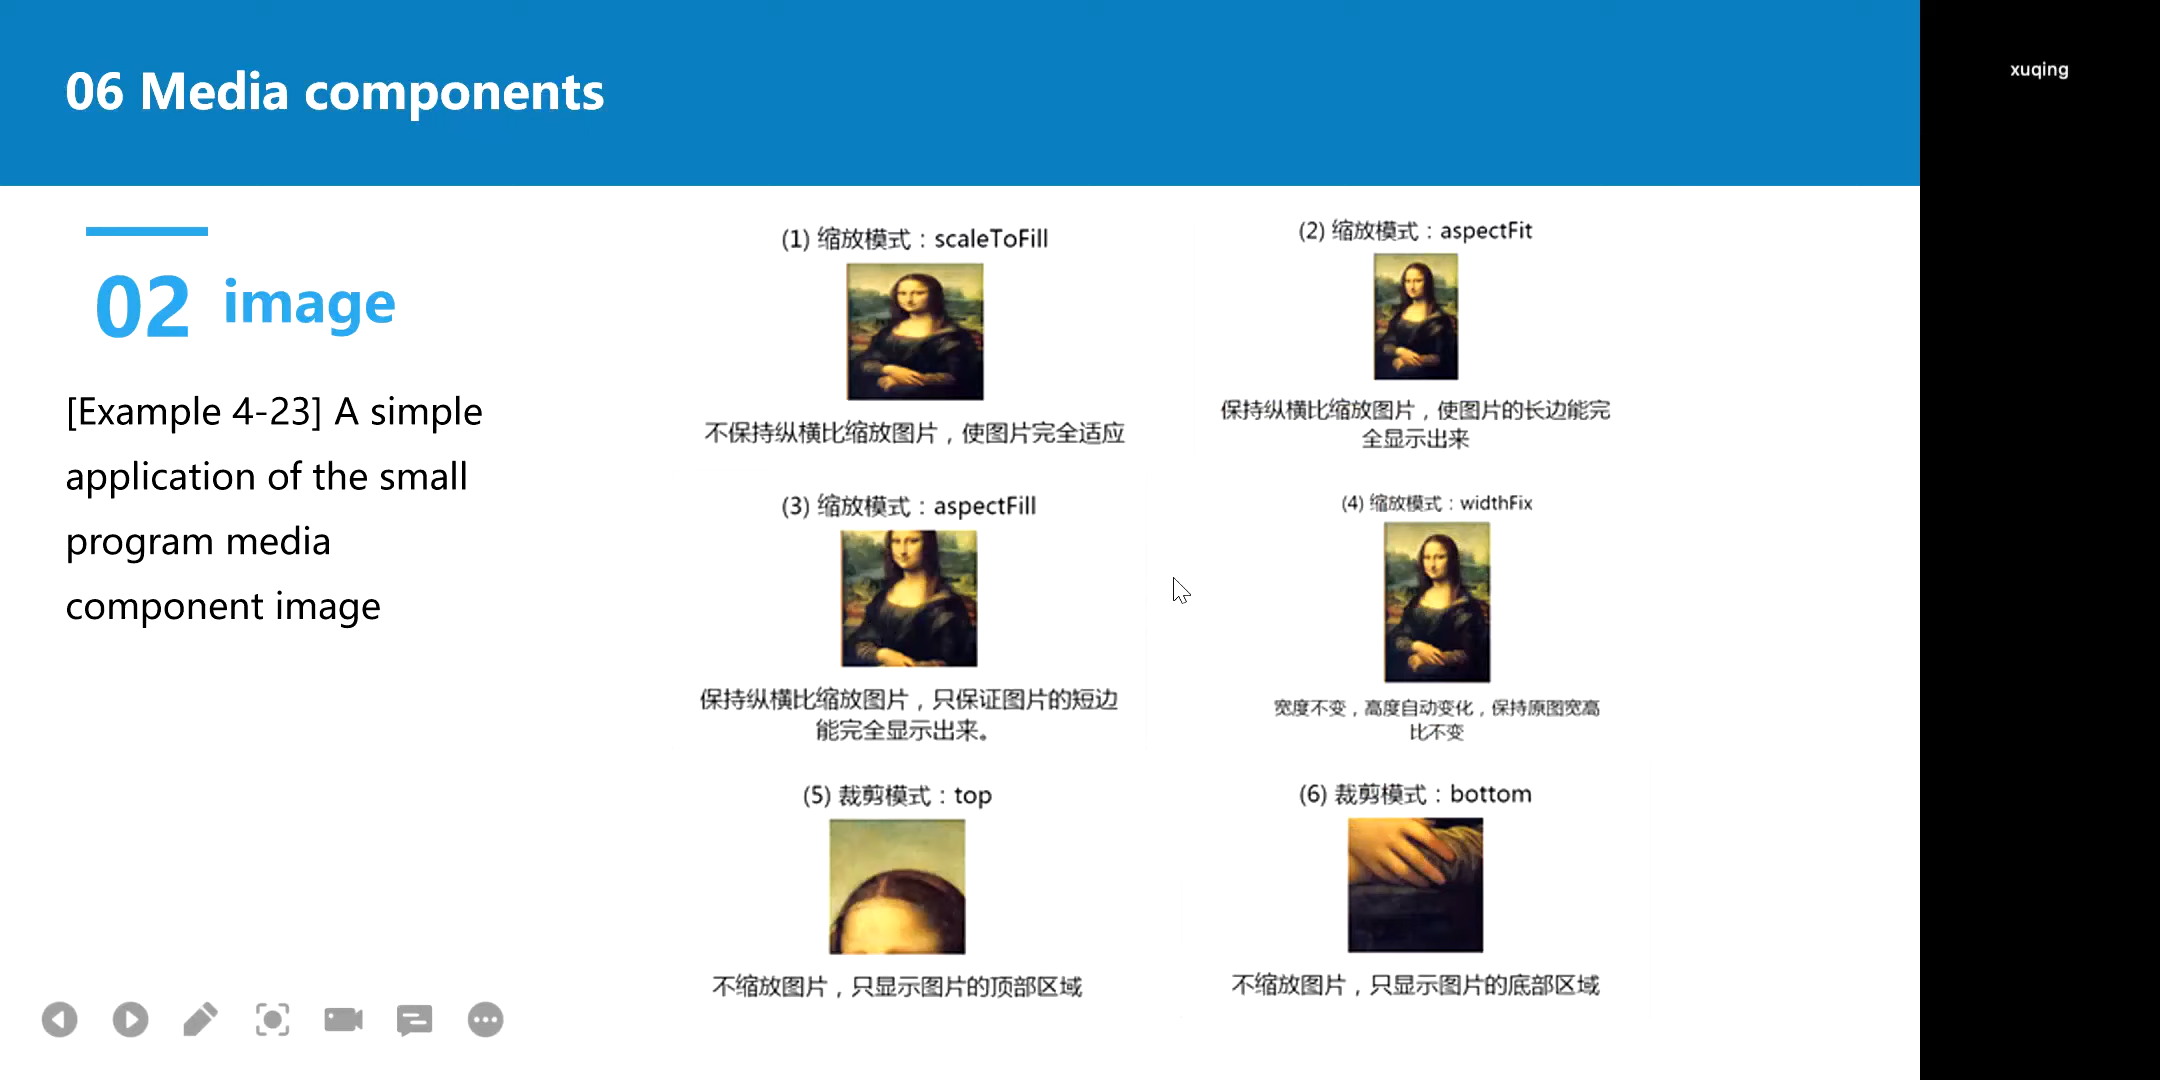 06 Media components
xuqing
02 image
[Example 4-23] A simple
application of the small
program media
component image
(1) 缩放模式：scaleToFill
不保持纵横比缩放图片，使图片完全适应
(2) 缩放模式：aspectFit
保持纵横比缩放图片，使图片的长边能完
全显示出来
(3) 缩放模式：aspectFill
保持纵横比缩放图片，只保证图片的短边
能完全显示出来。
(4) 缩放模式：widthFix
宽度不变，高度自动变化，保持原图宽高
比不变
(5) 裁剪模式：top
不缩放图片，只显示图片的顶部区域
(6) 裁剪模式：bottom
不缩放图片，只显示图片的底部区域